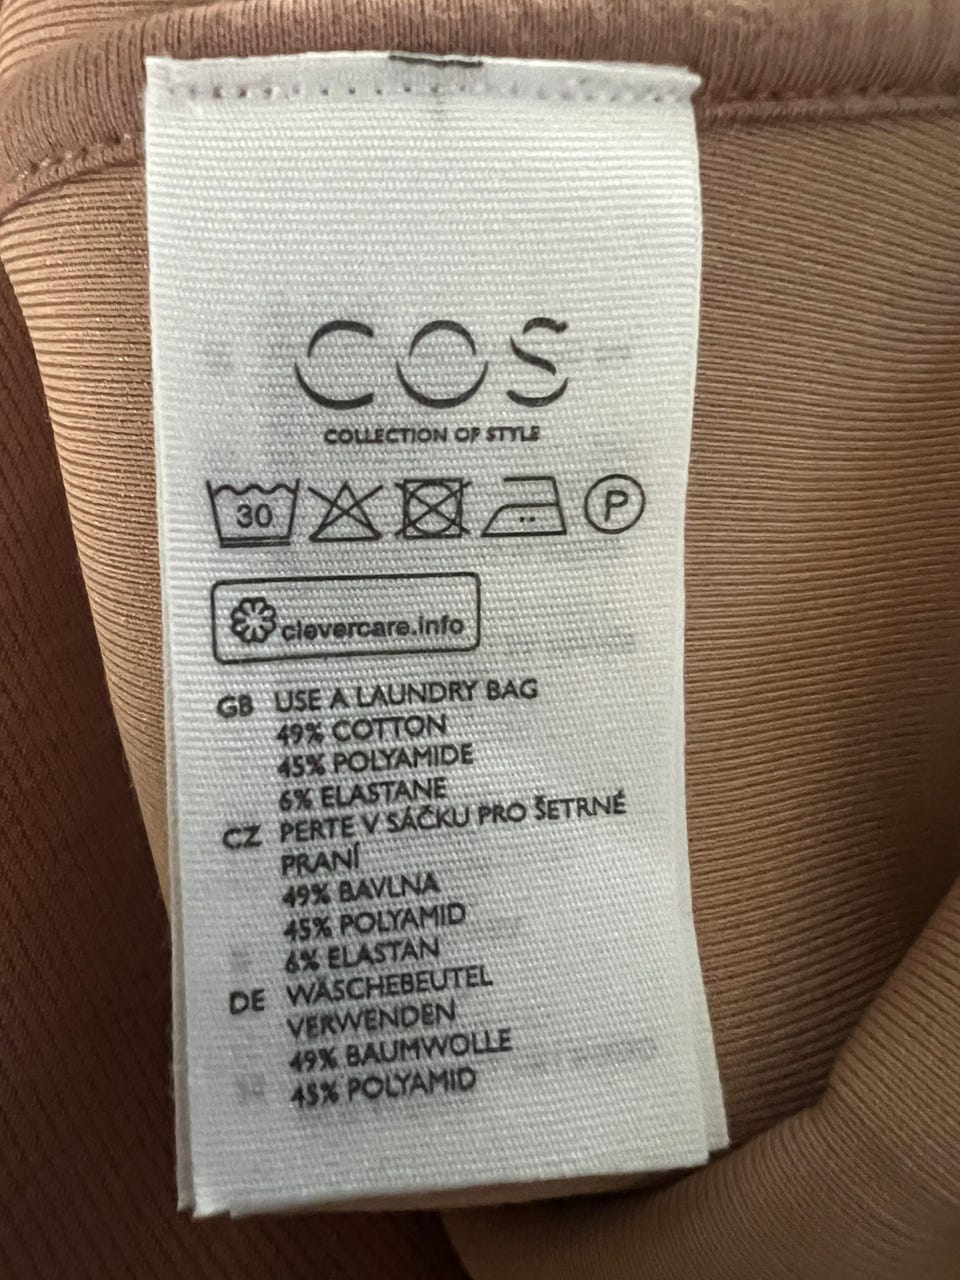 COS
COLLECTION OF STYLE
30
P
clevercare.info
GB USE A LAUNDRY BAG
49% COTTON
45% POLYAMIDE
6% ELASTANE
CZ PERTE V SÁČKU PRO ŠETRNÉ
PRANÍ
49% BAVLNA
45% POLYAMID
6% ELASTAN
DE WÄSCHEBEUTEL
VERWENDEN
49% BAUMWOLLE
45% POLYAMID